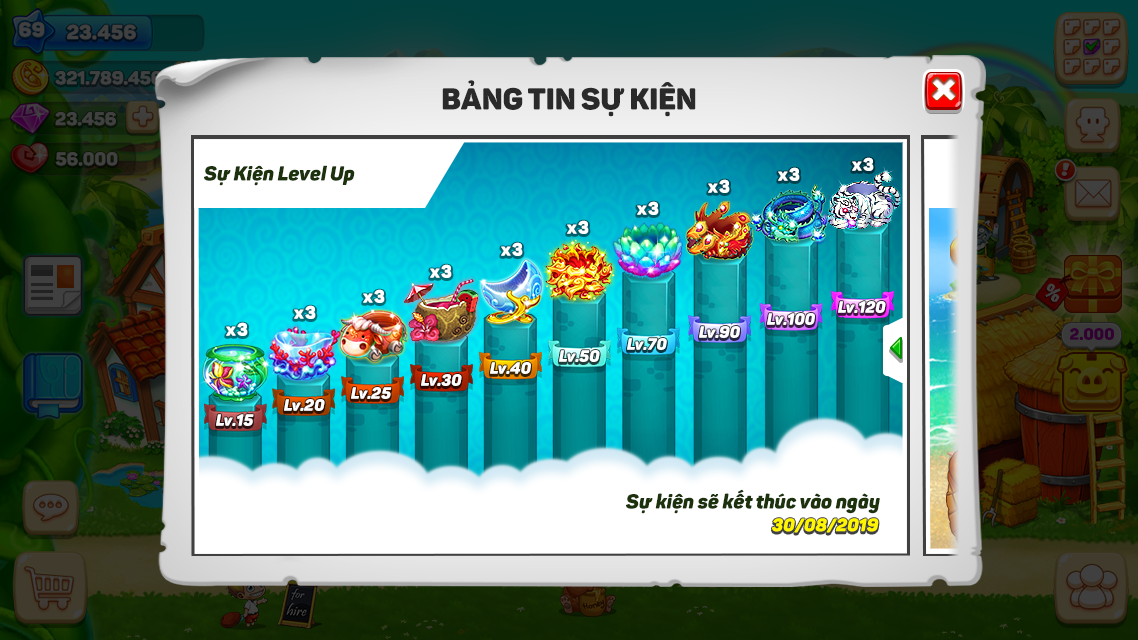 69 23.456
321.789.456
23.456
56.000
BẢNG TIN SỰ KIỆN
Sự Kiện Level Up
x3
x3
x3
x3
x3
x3
x3
x3
x3
x3
Lv.15
Lv.20
Lv.25
Lv.30
Lv.40
Lv.50
Lv.70
Lv.90
Lv.100
Lv.120
Sự kiện sẽ kết thúc vào ngày
30/08/2019
!
%
2.000
for
hire
Honey